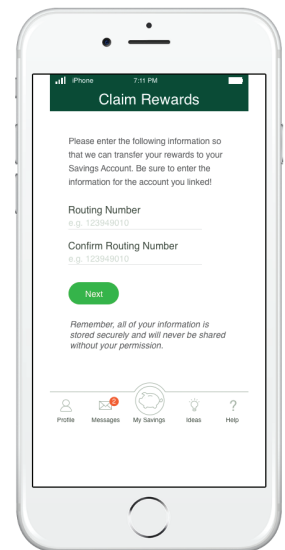 iPhone 7:11 PM
Claim Rewards
Please enter the following information so
that we can transfer your rewards to your
Savings Account. Be sure to enter the
information for the account you linked!
Routing Number
e.g. 123949010
Confirm Routing Number
e.g. 123949010
Next
Remember, all of your information is
stored securely and will never be shared
without your permission.
2
Profile Messages My Savings Ideas Help